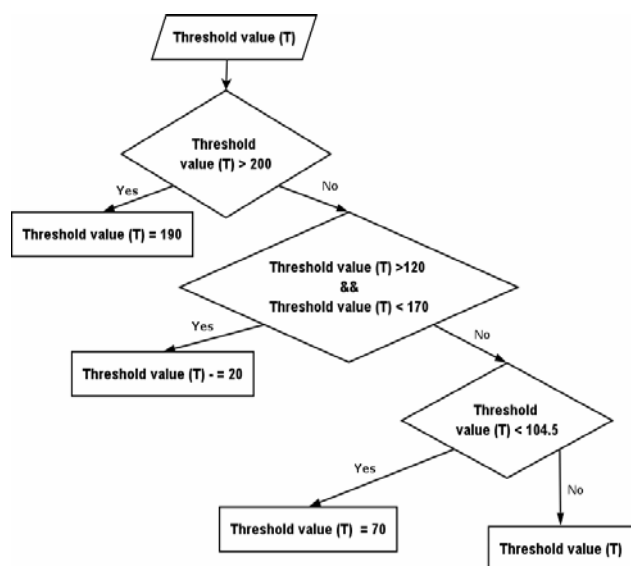 Threshold value (T)
Threshold
value (T) > 200
Yes
No
Threshold value (T) = 190
Threshold value (T) >120
&&
Threshold value (T) < 170
Yes
No
Threshold value (T) - = 20
Threshold
value (T) < 104.5
Yes
No
Threshold value (T) = 70
Threshold value (T)